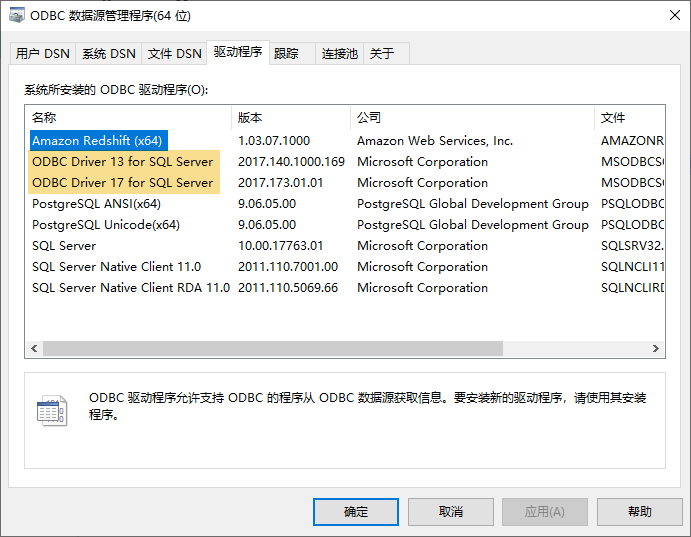 ODBC 数据源管理程序(64 位)
用户 DSN 系统 DSN 文件 DSN 驱动程序 跟踪 连接池 关于
系统所安装的 ODBC 驱动程序(O):
名称 版本 公司 文件
Amazon Redshift (x64) 1.03.07.1000 Amazon Web Services, Inc. AMAZONR
ODBC Driver 13 for SQL Server 2017.140.1000.169 Microsoft Corporation MSODBCS
ODBC Driver 17 for SQL Server 2017.173.01.01 Microsoft Corporation MSODBCS
PostgreSQL ANSI(x64) 9.06.05.00 PostgreSQL Global Development Group PSQLODBC
PostgreSQL Unicode(x64) 9.06.05.00 PostgreSQL Global Development Group PSQLODBC
SQL Server 10.00.17763.01 Microsoft Corporation SQLSRV32.
SQL Server Native Client 11.0 2011.110.7001.00 Microsoft Corporation SQLNCLI11
SQL Server Native Client RDA 11.0 2011.110.5069.66 Microsoft Corporation SQLNCLIRD
ODBC 驱动程序允许支持 ODBC 的程序从 ODBC 数据源获取信息。要安装新的驱动程序，请使用其安装
程序。
确定 取消 应用(A) 帮助